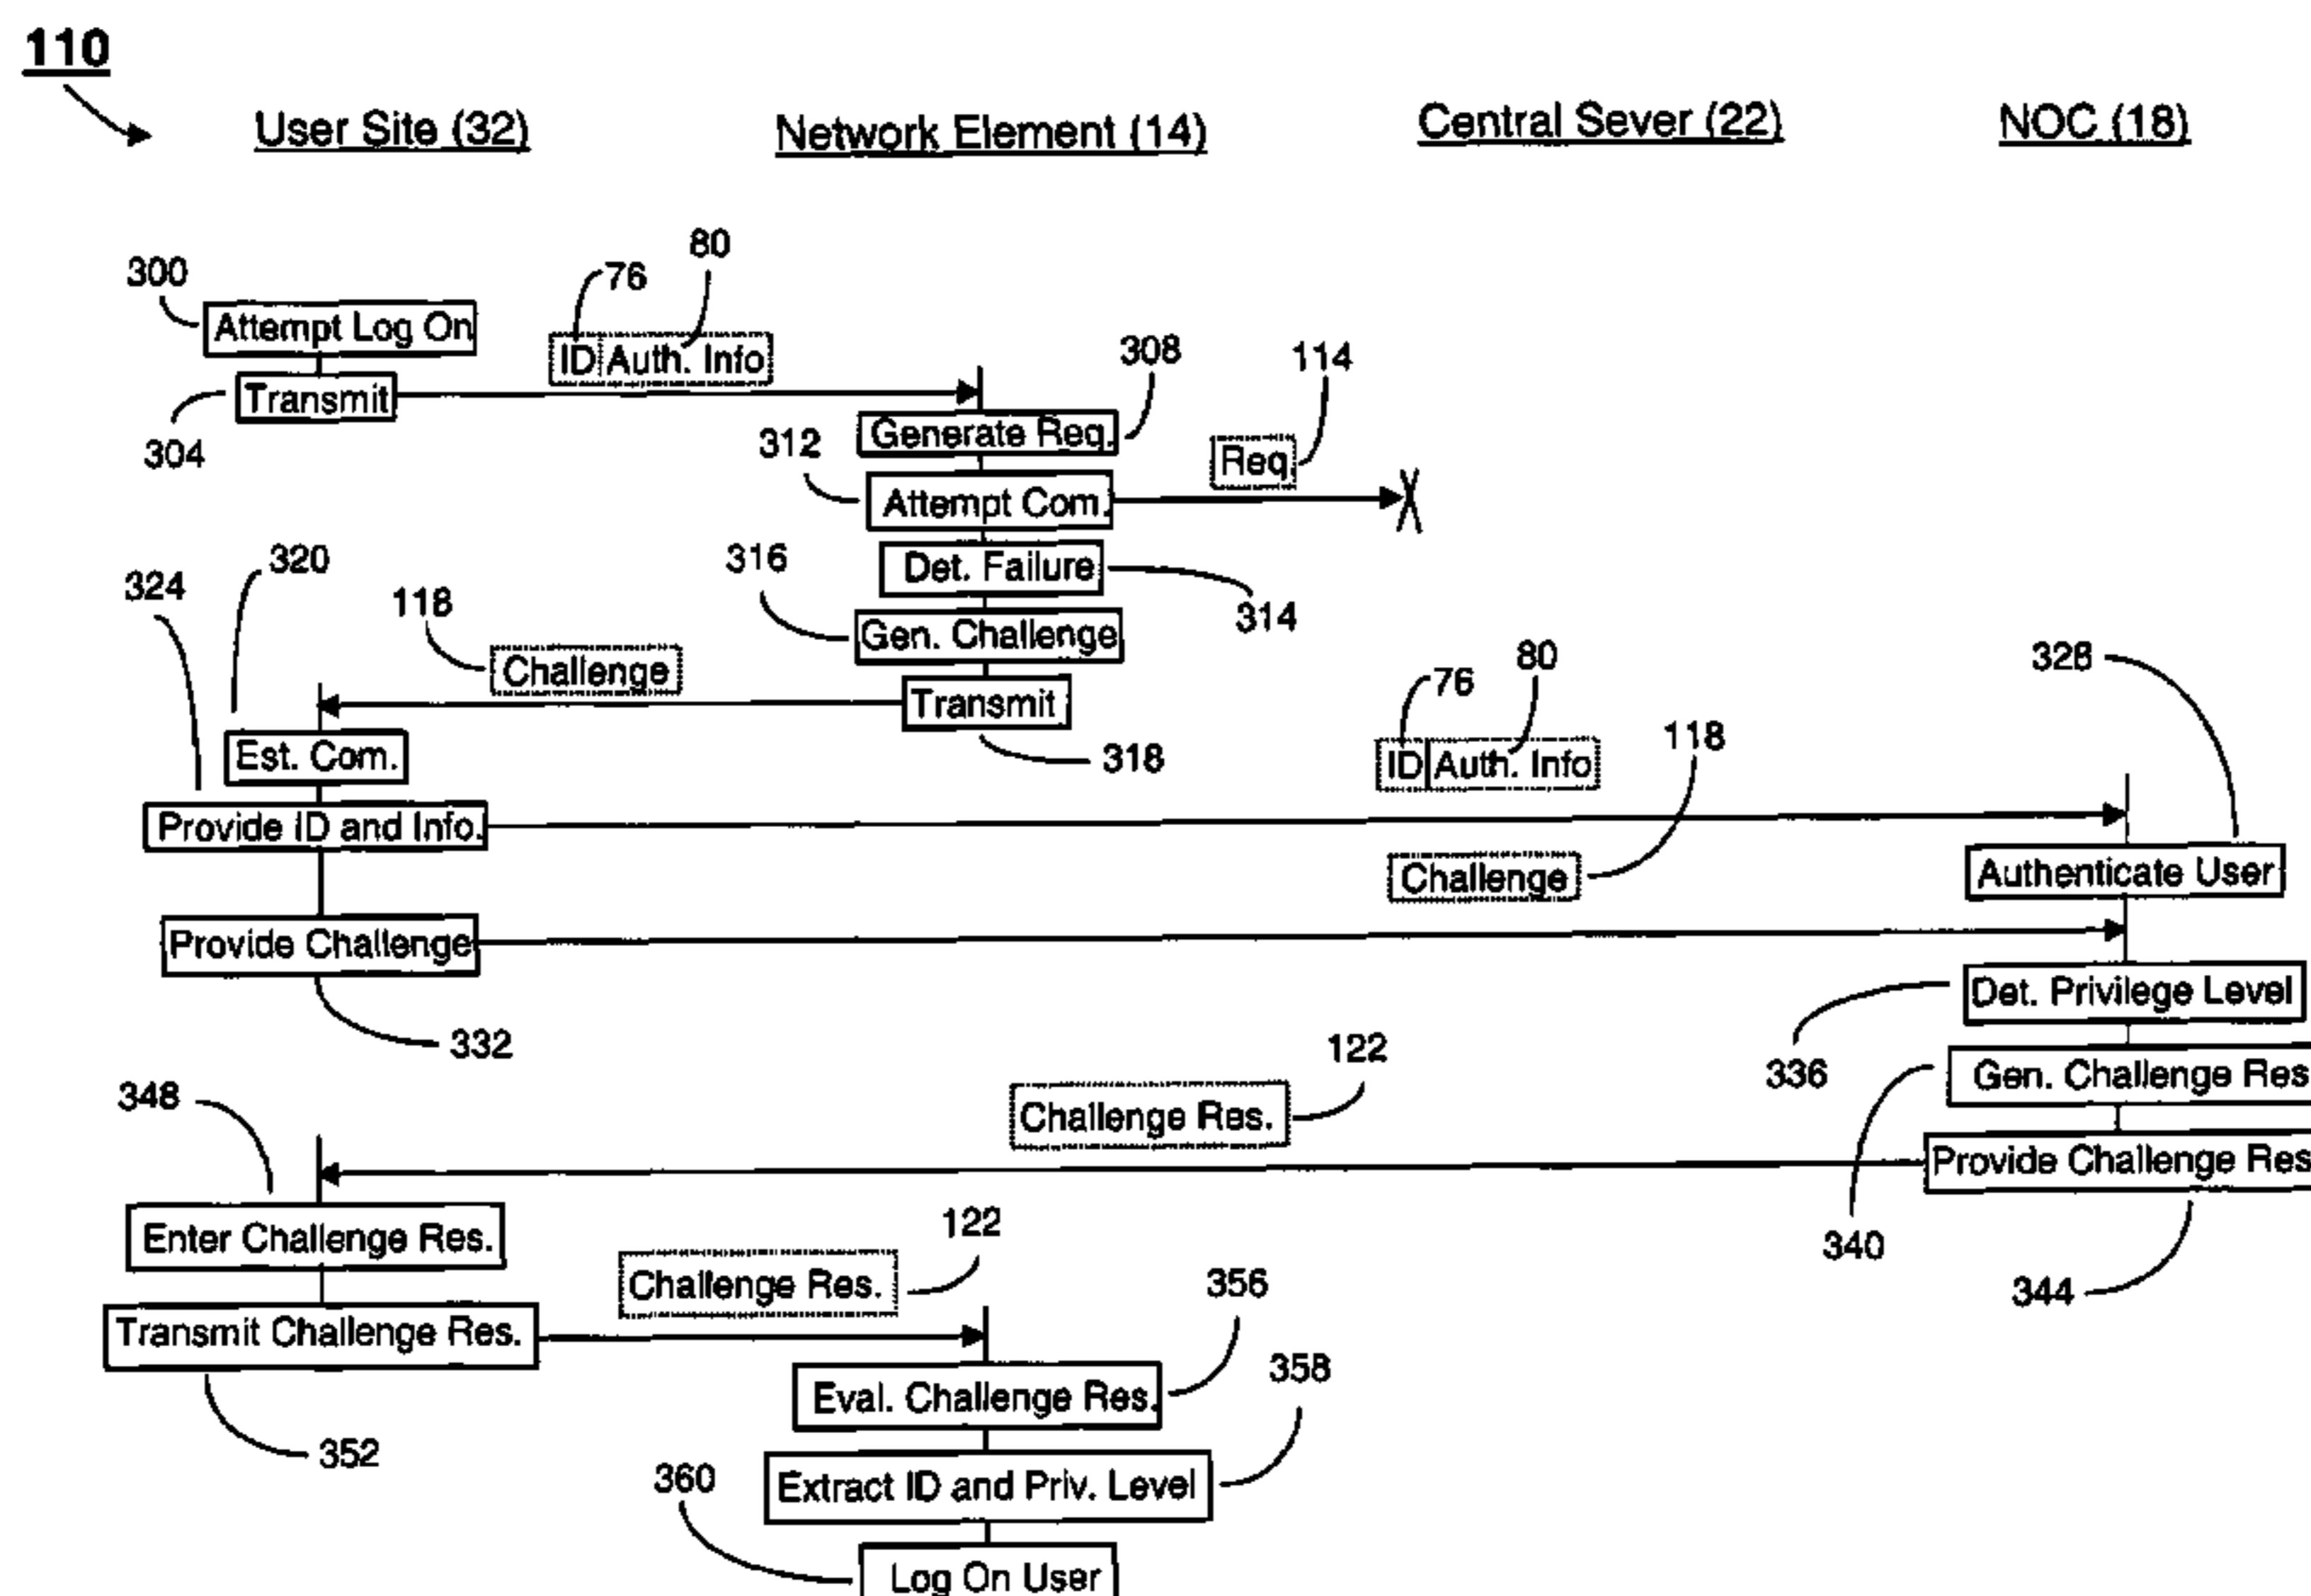 110
User Site (32)
Network Element (14)
Central Sever (22)
NOC (18)
80
76
300
Attempt Log On
ID Auth. Info
308
114
Transmit
304
312
Generate Req.
Req.
Attempt Com.
316
Det. Failure
314
320
324
118
Gen. Challenge
Challenge
Transmit
318
80
76
328
118
Est. Com.
ID Auth. Info
Provide ID and Info.
Challenge
Authenticate User
Provide Challenge
332
Det. Privilege Level
336
122
348
Gen. Challenge Res
Challenge Res.
Provide Challenge Res
340
344
Enter Challenge Res.
122
Challenge Res.
356
Transmit Challenge Res.
352
358
Eval. Challenge Res.
360
Extract ID and Priv. Level
Log On User